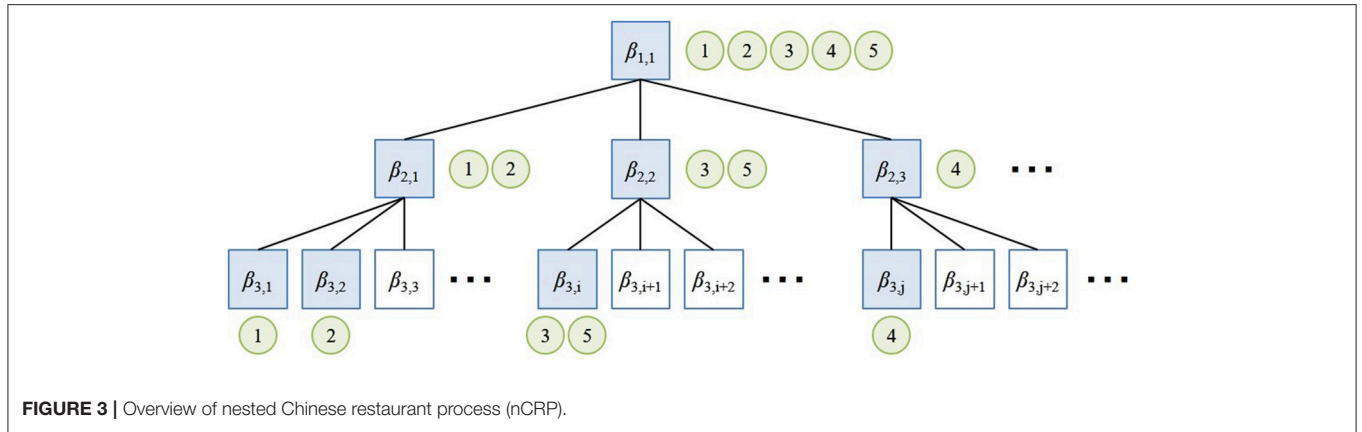 β1,1 1 2 3 4 5
β2,1 1 2 β2,2 3 5 β2,3 4 ...
β3,1 β3,2 β3,3 ... β3,i β3,i+1 β3,i+2 ... β3,j β3,j+1 β3,j+2 ...
1 2 3 5 4
FIGURE 3 | Overview of nested Chinese restaurant process (nCRP).